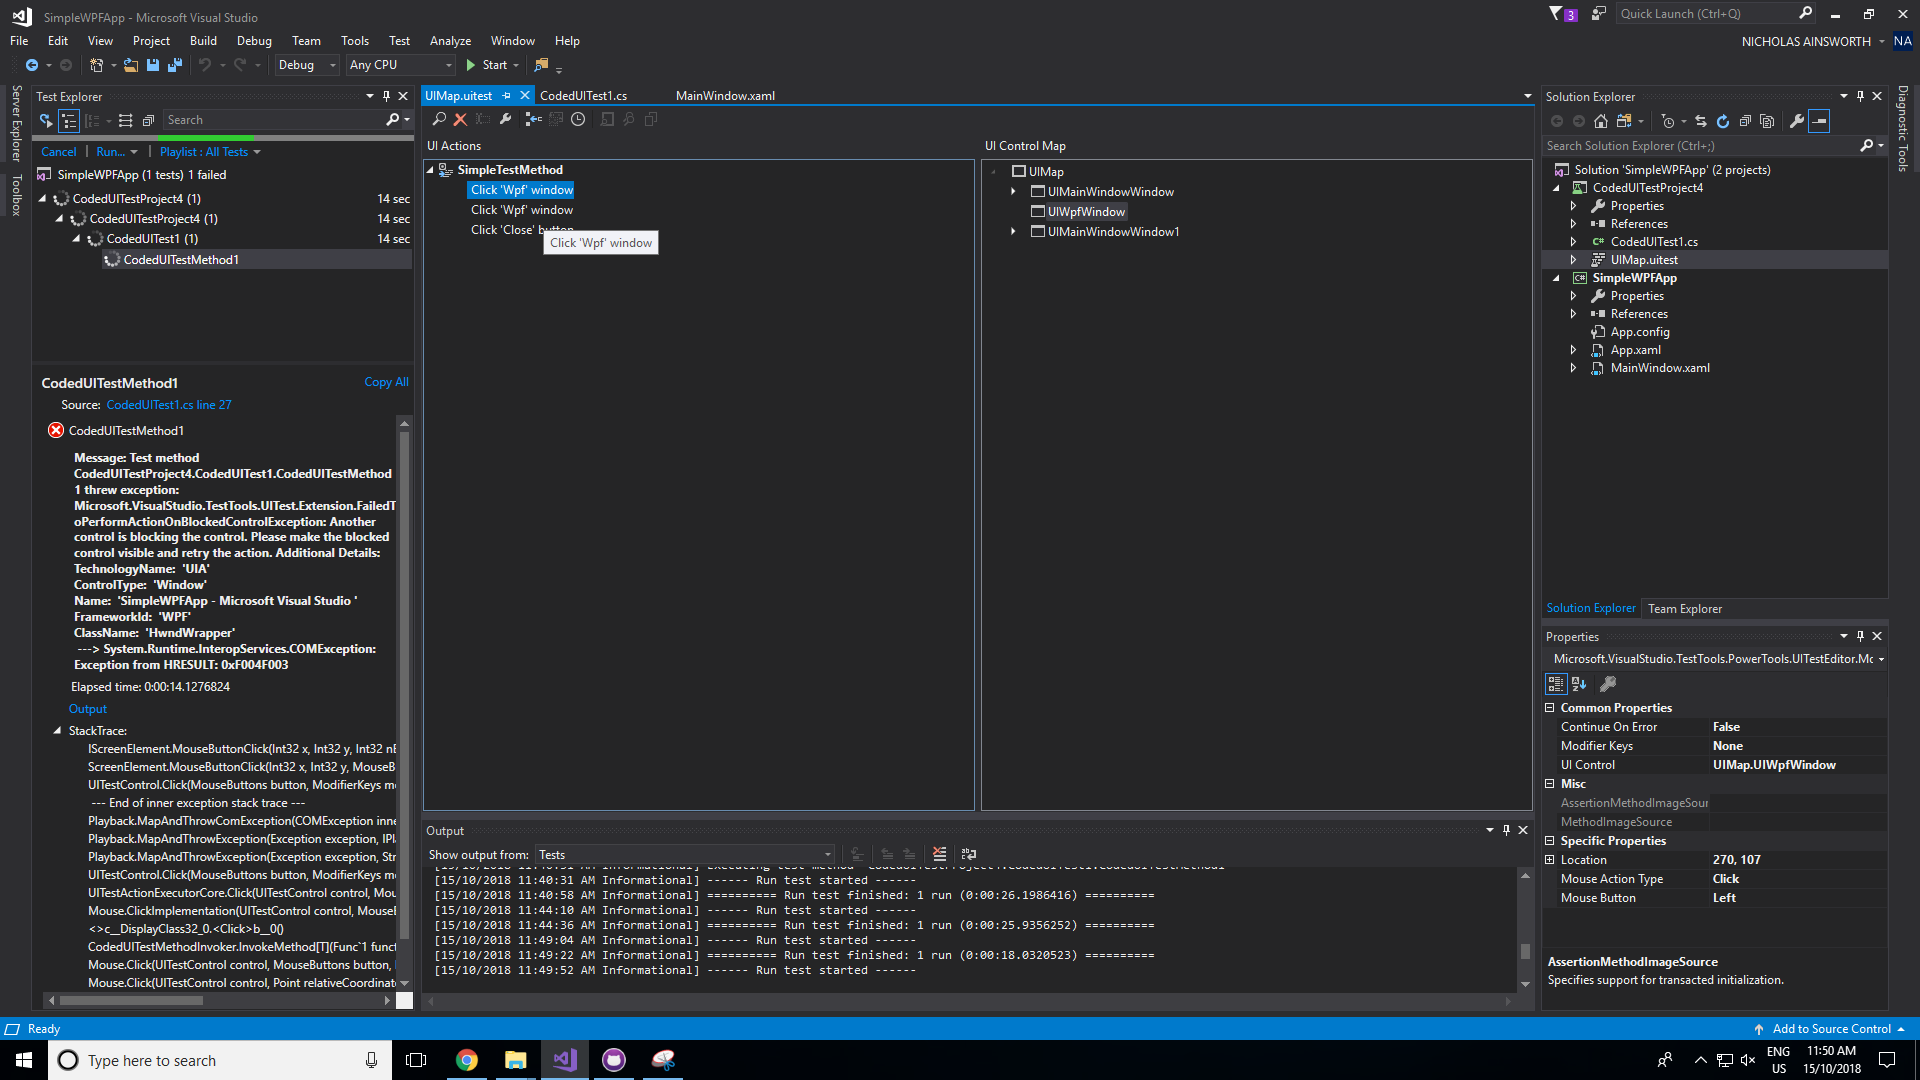 SimpleWPFApp - Microsoft Visual Studio
3
Quick Launch (Ctrl+Q)
File Edit View Project Build Debug Team Tools Test Analyze Window Help
NICHOLAS AINSWORTH NA
Debug Any CPU Start
Server Explorer
Toolbox
Test Explorer
Search
Cancel Run... Playlist : All Tests
SimpleWPFApp (1 tests) 1 failed
CodedUITestProject4 (1) 14 sec
CodedUITestProject4 (1) 14 sec
CodedUITest1 (1) 14 sec
CodedUITestMethod1
CodedUITestMethod1 Copy All
Source: CodedUITest1.cs line 27
CodedUITestMethod1
Message: Test method
CodedUITestProject4.CodedUITest1.CodedUITestMethod
1 threw exception:
Microsoft.VisualStudio.TestTools.UITest.Extension.FailedT
oPerformActionOnBlockedControlException: Another
control is blocking the control. Please make the blocked
control visible and retry the action. Additional Details:
TechnologyName: 'UIA'
ControlType: 'Window'
Name: 'SimpleWPFApp - Microsoft Visual Studio '
FrameworkId: 'WPF'
ClassName: 'HwndWrapper'
---> System.Runtime.InteropServices.COMException:
Exception from HRESULT: 0xF004F003
Elapsed time: 0:00:14.1276824
Output
StackTrace:
IScreenElement.MouseButtonClick(Int32 x, Int32 y, Int32 nE
ScreenElement.MouseButtonClick(Int32 x, Int32 y, MouseB
UITestControl.Click(MouseButtons button, ModifierKeys mo
--- End of inner exception stack trace ---
Playback.MapAndThrowComException(COMException inne
Playback.MapAndThrowException(Exception exception, IPl
Playback.MapAndThrowException(Exception exception, Str
UITestControl.Click(MouseButtons button, ModifierKeys mo
UITestActionExecutorCore.Click(UITestControl control, Mou
Mouse.ClickImplementation(UITestControl control, MouseB
<>c__DisplayClass32_0.<Click>b__0()
CodedUITestMethodInvoker.InvokeMethod[T](Func`1 funct
Mouse.Click(UITestControl control, MouseButtons button,
Mouse.Click(UITestControl control, Point relativeCoordinat
UIMap.uitest CodedUITest1.cs MainWindow.xaml
UI Actions
SimpleTestMethod
Click 'Wpf' window
Click 'Wpf' window
Click 'Close' button
Click 'Wpf' window
UI Control Map
UIMap
UIMainWindowWindow
UIWpfWindow
UIMainWindowWindow1
Output
Show output from: Tests
[15/10/2018 11:40:31 AM Informational] ------ Run test started ------
[15/10/2018 11:40:58 AM Informational] ========== Run test finished: 1 run (0:00:26.1986416) ==========
[15/10/2018 11:44:10 AM Informational] ------ Run test started ------
[15/10/2018 11:44:36 AM Informational] ========== Run test finished: 1 run (0:00:25.9356252) ==========
[15/10/2018 11:49:04 AM Informational] ------ Run test started ------
[15/10/2018 11:49:22 AM Informational] ========== Run test finished: 1 run (0:00:18.0320523) ==========
[15/10/2018 11:49:52 AM Informational] ------ Run test started ------
Solution Explorer
Search Solution Explorer (Ctrl+;)
Solution 'SimpleWPFApp' (2 projects)
CodedUITestProject4
Properties
References
CodedUITest1.cs
UIMap.uitest
SimpleWPFApp
Properties
References
App.config
App.xaml
MainWindow.xaml
Solution Explorer Team Explorer
Properties
Microsoft.VisualStudio.TestTools.PowerTools.UITestEditor.Mc
Common Properties
Continue On Error False
Modifier Keys None
UI Control UIMap.UIWpfWindow
Misc
AssertionMethodImageSour
MethodImageSource
Specific Properties
Location 270, 107
Mouse Action Type Click
Mouse Button Left
AssertionMethodImageSource
Specifies support for transacted initialization.
Diagnostic Tools
Ready
Add to Source Control
Type here to search
ENG
US
11:50 AM
15/10/2018